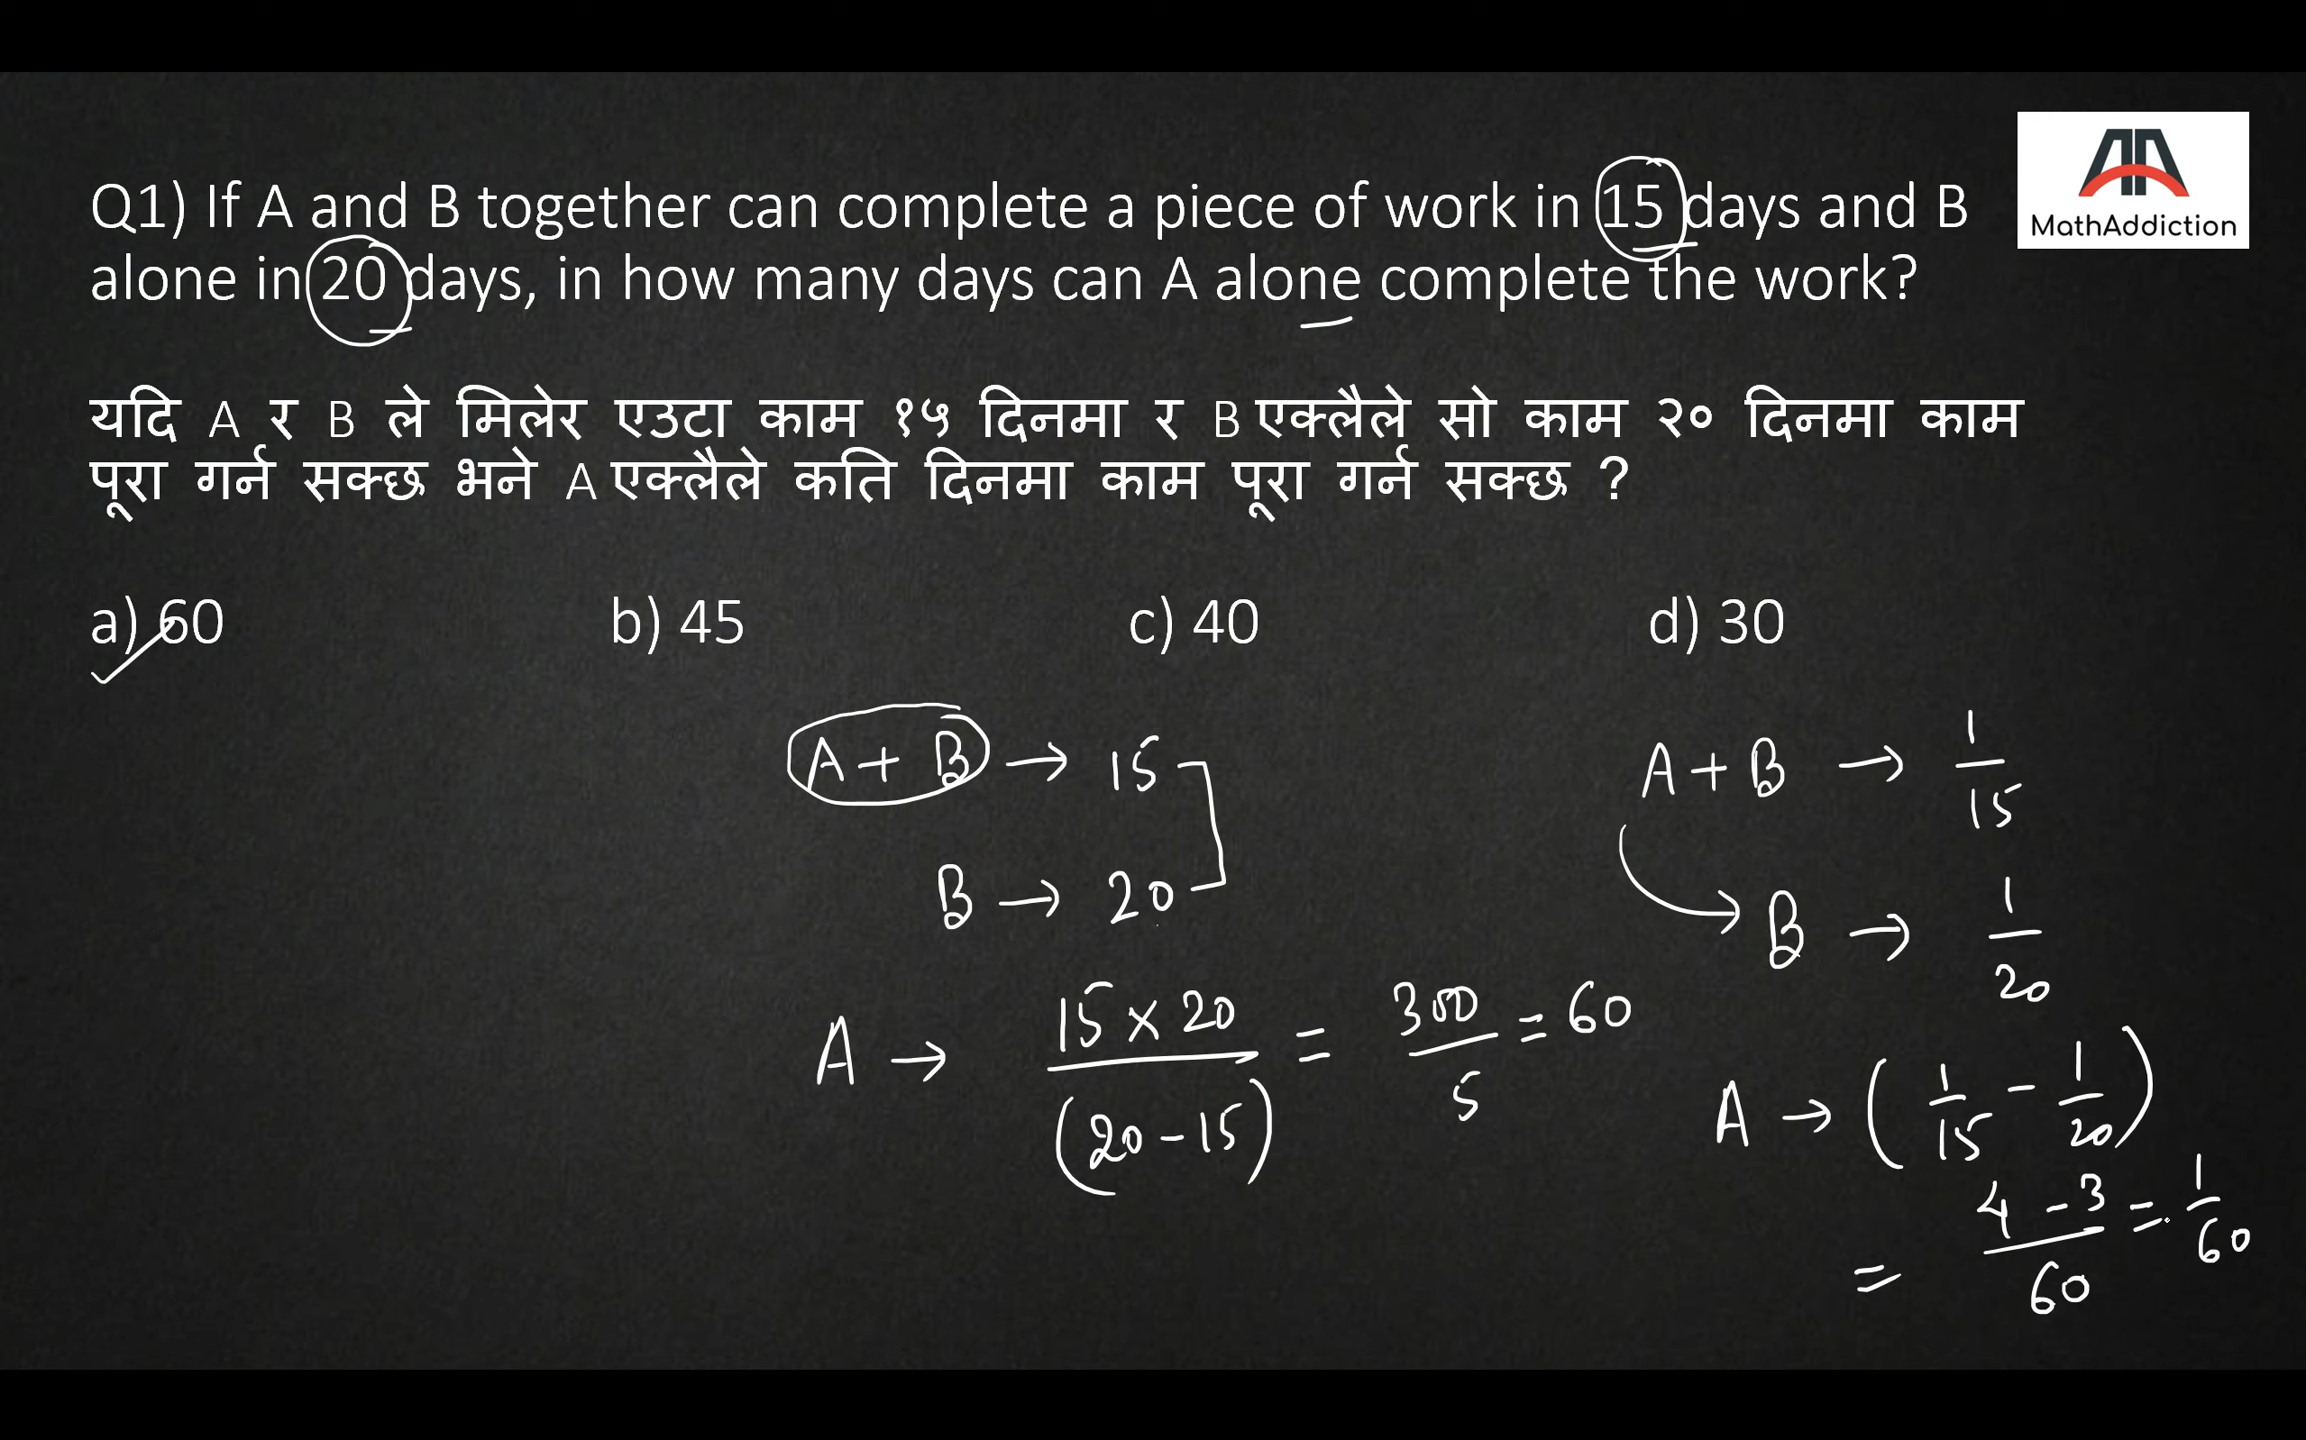 Q1) If A and B together can complete a piece of work in 15 days and B
alone in 20 days, in how many days can A alone complete the work?
MathAddiction
यदि A र B ले मिलेर एउटा काम १५ दिनमा र B एक्लैले सो काम २० दिनमा काम
पूरा गर्न सक्छ भने A एक्लैले कति दिनमा काम पूरा गर्न सक्छ ?
a) 60
b) 45
c) 40
d) 30
A + B → 15
B → 20
A → 15 × 20 / (20 - 15) = 300 / 5 = 60
A + B → 1/15
B → 1/20
A → (1/15 - 1/20)
= 4 - 3 / 60 = 1/60